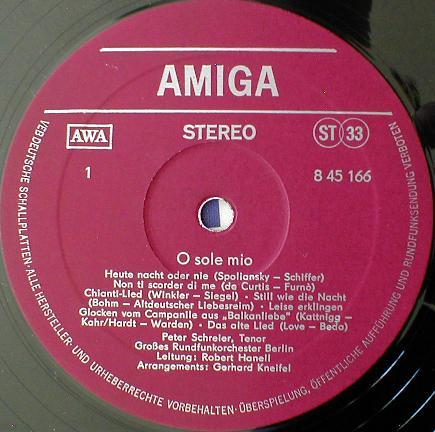 AMIGA
AWA
STEREO
ST 33
1
8 45 166
O sole mio
Heute nacht oder nie (Spoliansky – Schiffer)
Non ti scorder di me (de Curtis – Furnò)
Chianti-Lied (Winkler – Siegel) · Still wie die Nacht
(Bohm – Altdeutscher Liebesreim) · Leise erklingen
Glocken vom Campanile aus „Balkanliebe" (Kattnigg –
Kahr/Hardt – Warden) · Das alte Lied (Love – Beda)
Peter Schreier, Tenor
Großes Rundfunkorchester Berlin
Leitung: Robert Hanell
Arrangements: Gerhard Kneifel
VEB DEUTSCHE SCHALLPLATTEN · ALLE HERSTELLER- UND URHEBERRECHTE VORBEHALTEN · ÜBERSPIELUNG, ÖFFENTLICHE AUFFÜHRUNG UND RUNDFUNKSENDUNG VERBOTEN